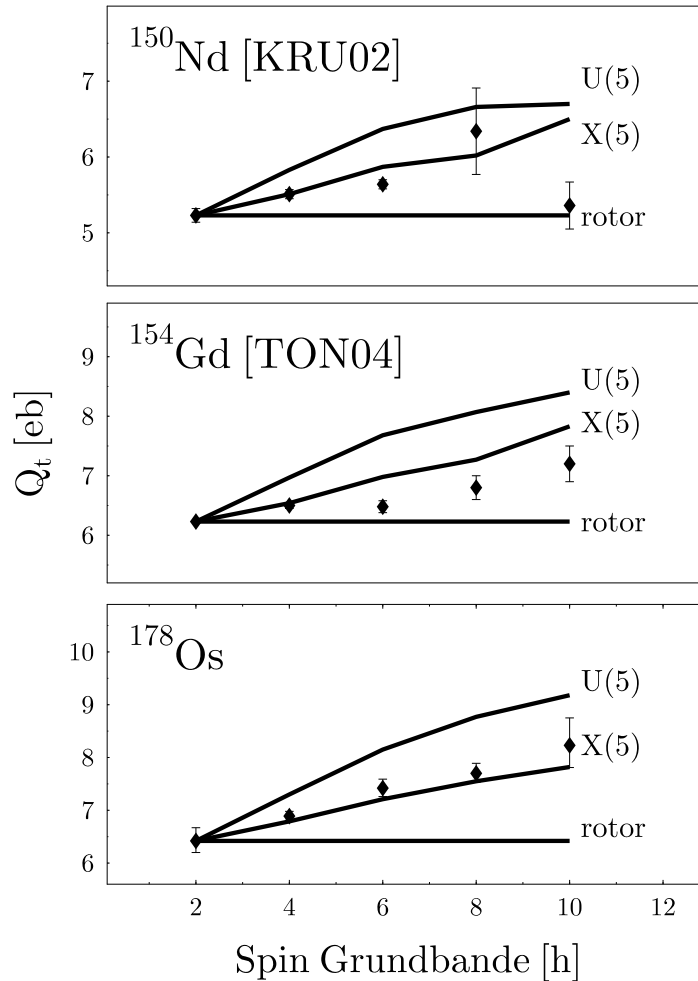 150Nd [KRU02]
7
6
5
U(5)
X(5)
rotor
154Gd [TON04]
9
8
7
6
U(5)
X(5)
rotor
Qt [eb]
178Os
10
9
8
7
6
U(5)
X(5)
rotor
2 4 6 8 10 12
Spin Grundbande [h]